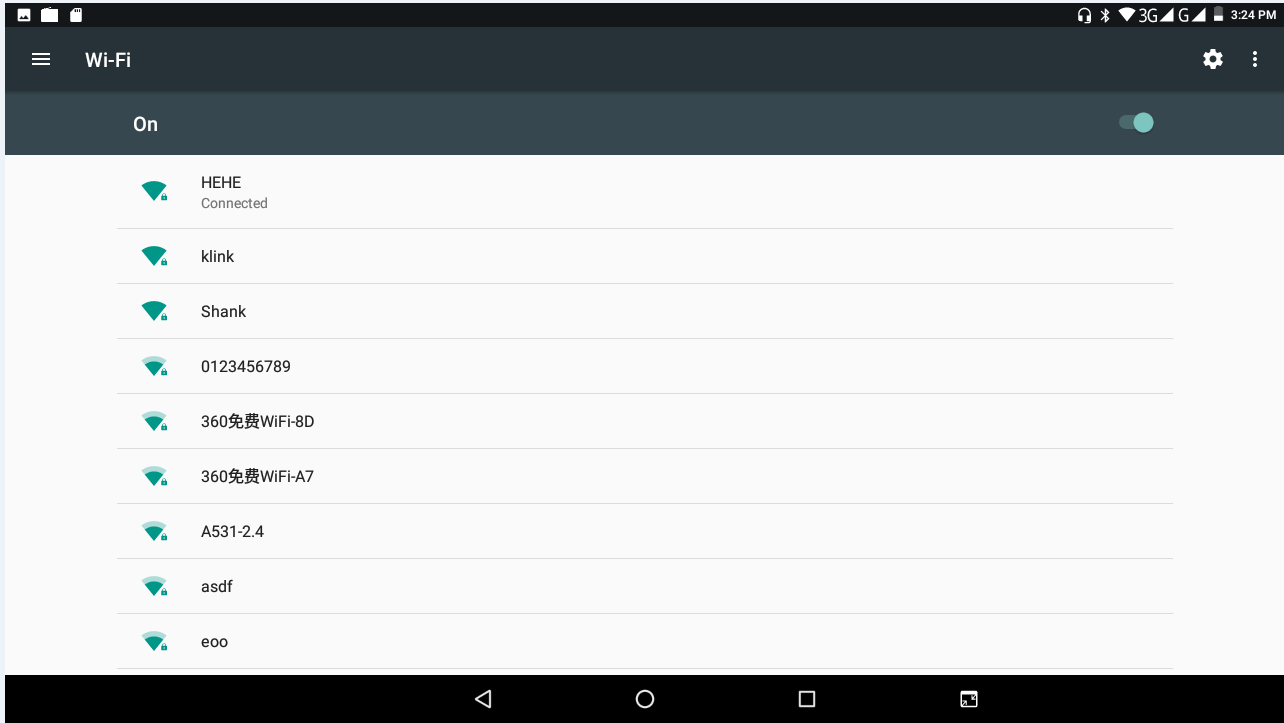 3G G 3:24 PM
Wi-Fi
On
HEHE
Connected
klink
Shank
0123456789
360免费WiFi-8D
360免费WiFi-A7
A531-2.4
asdf
eoo